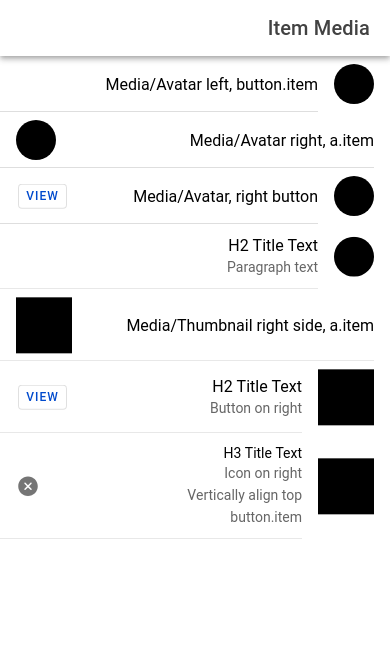 Item Media
Media/Avatar left, button.item
Media/Avatar right, a.item
Media/Avatar, right button
VIEW
H2 Title Text
Paragraph text
Media/Thumbnail right side, a.item
H2 Title Text
Button on right
VIEW
H3 Title Text
Icon on right
Vertically align top
button.item